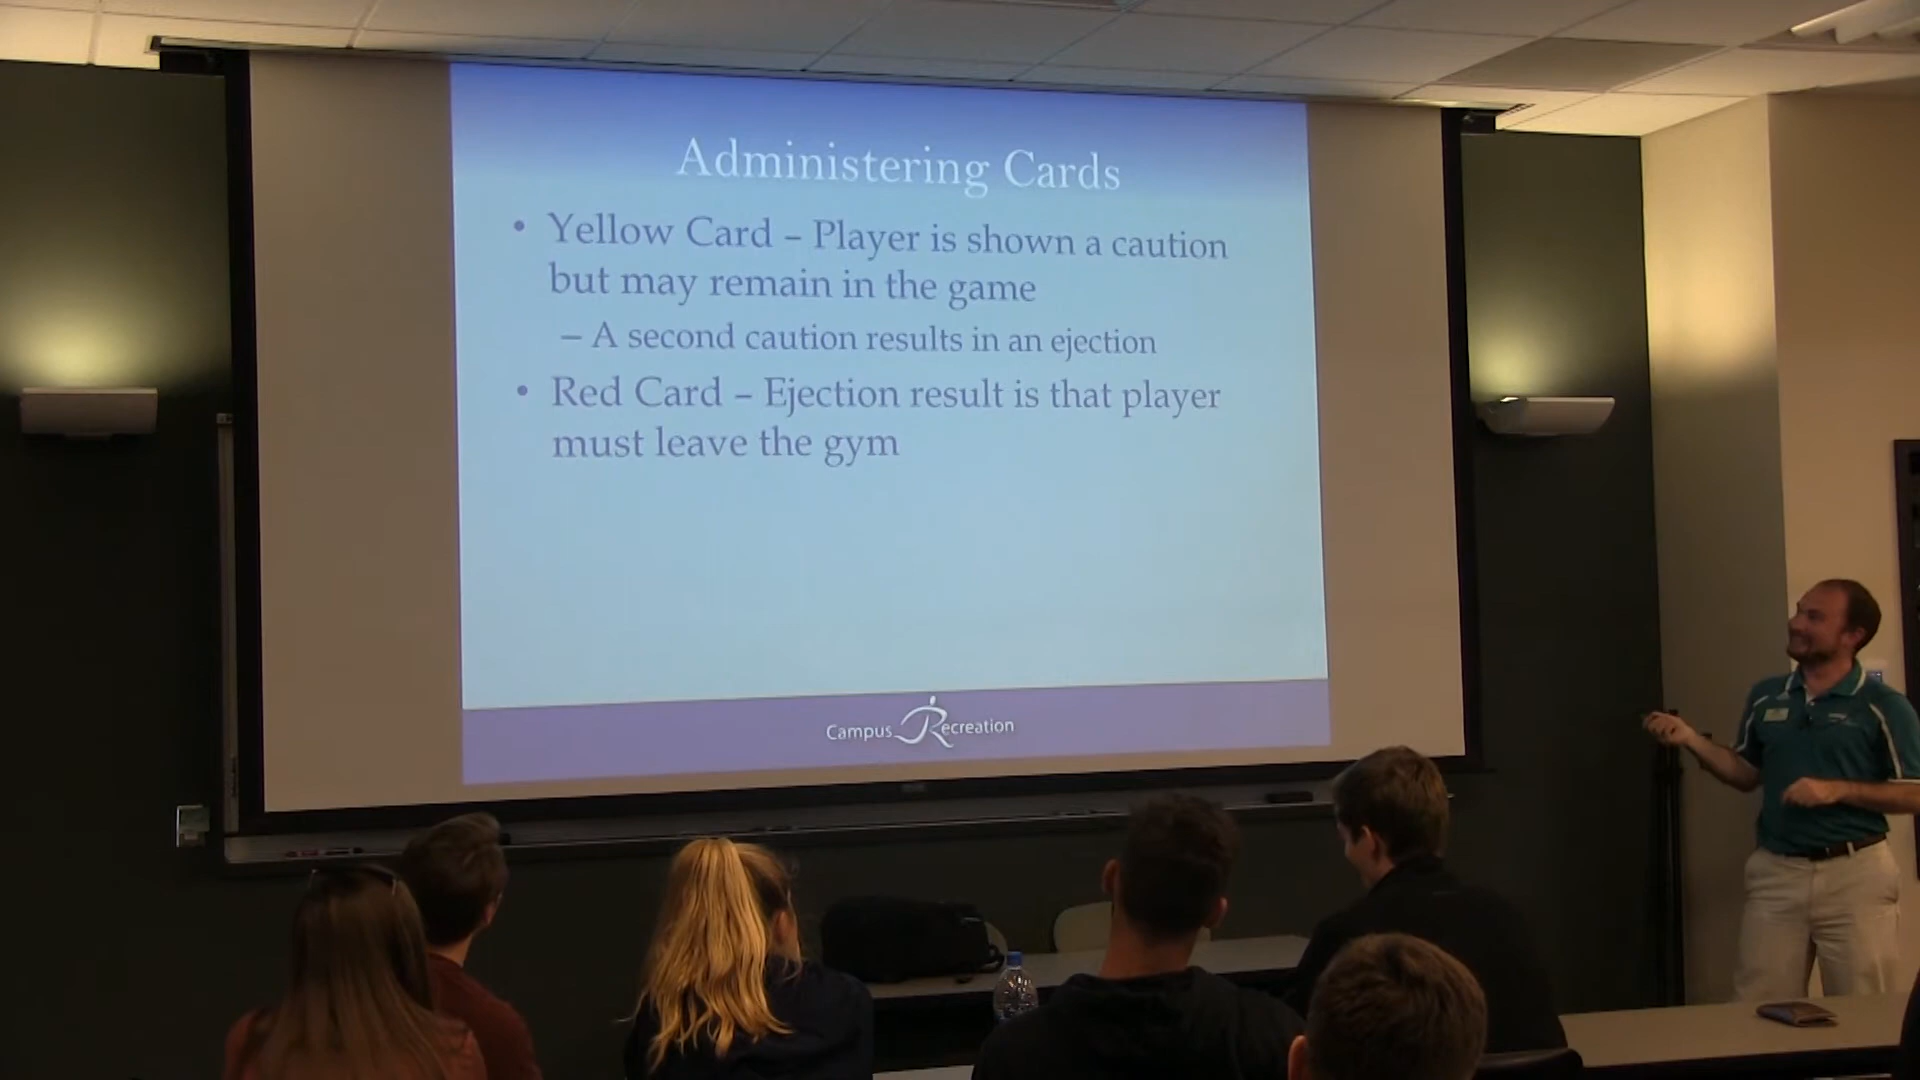 Administering Cards
• Yellow Card – Player is shown a caution
but may remain in the game
– A second caution results in an ejection
• Red Card – Ejection result is that player
must leave the gym
Campus Recreation